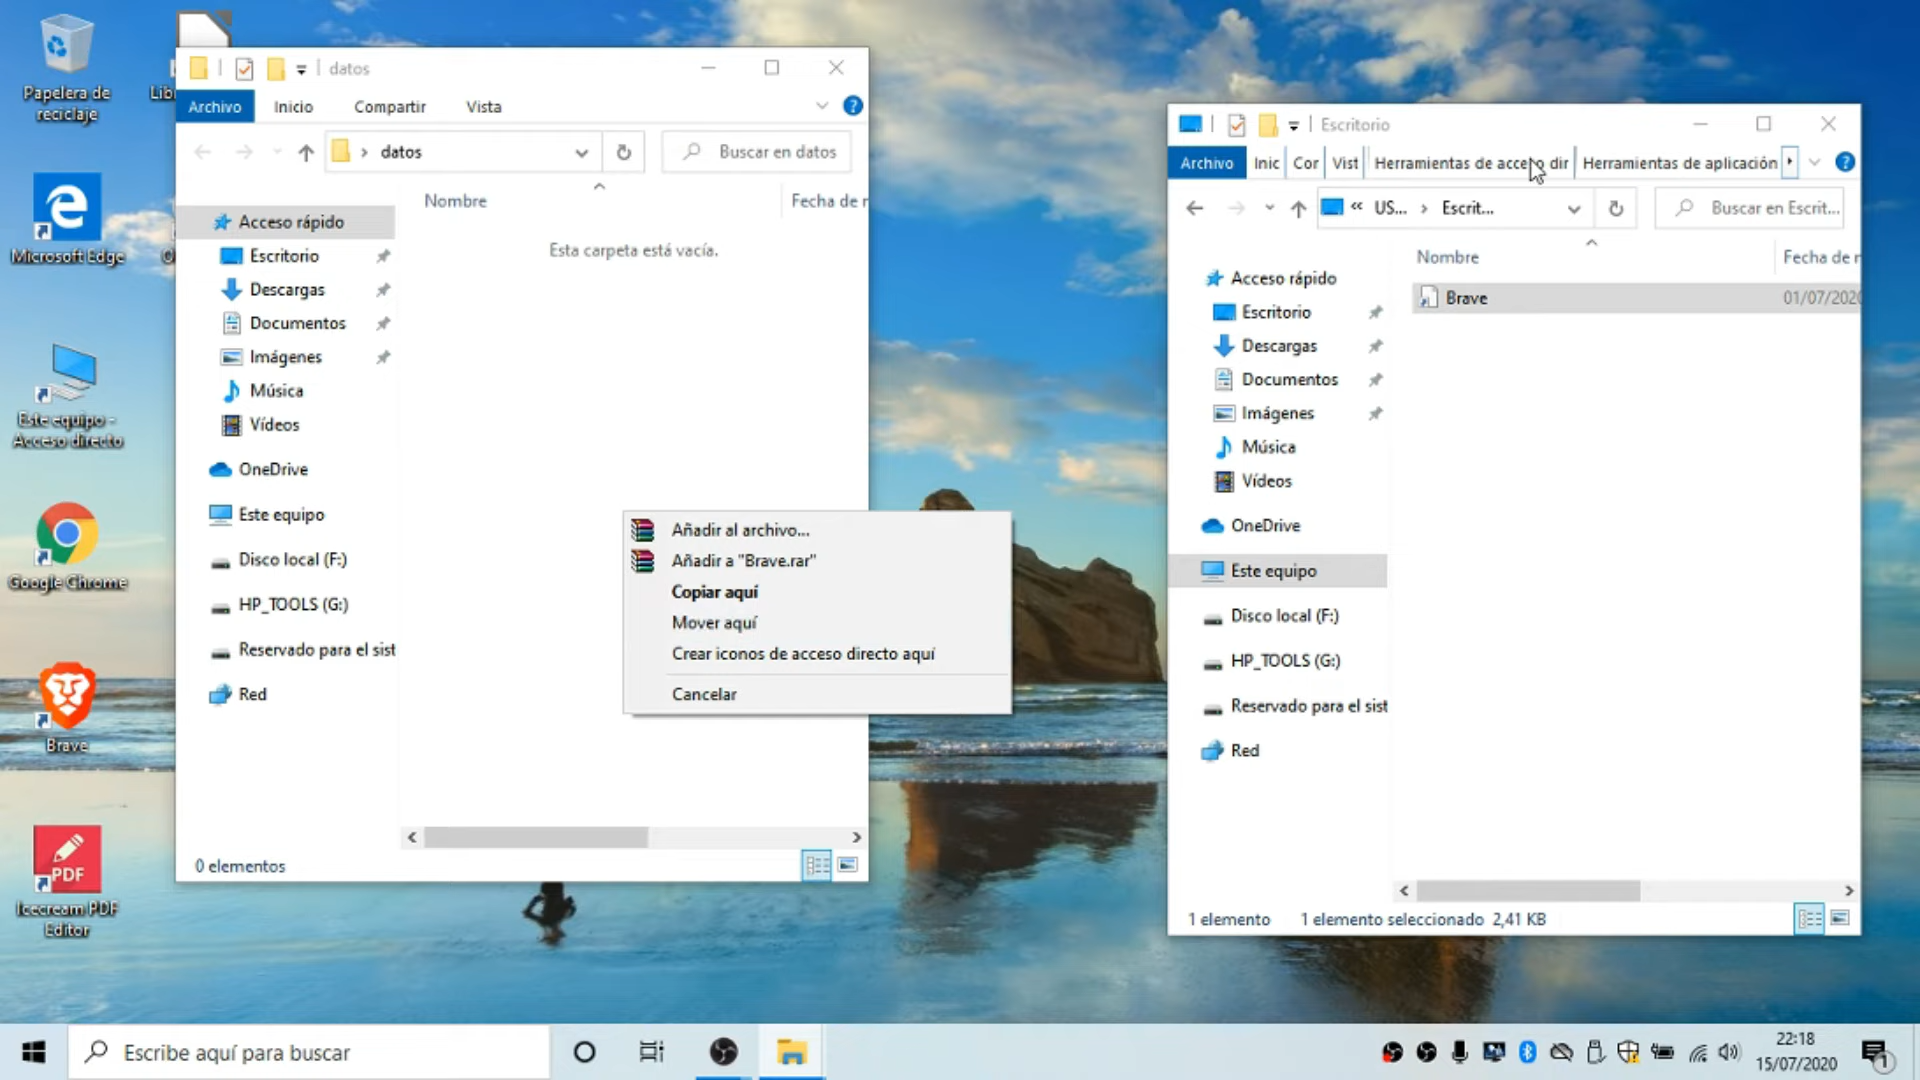 Papelera de
reciclaje
Microsoft Edge
Este equipo -
Acceso directo
Google Chrome
Brave
PDF
Icecream PDF
Editor
datos
Archivo
Inicio
Compartir
Vista
datos
Buscar en datos
Nombre
Fecha de
Esta carpeta está vacía.
Acceso rápido
Escritorio
Descargas
Documentos
Imágenes
Música
Vídeos
OneDrive
Este equipo
Disco local (F:)
HP_TOOLS (G:)
Reservado para el sist
Red
0 elementos
Añadir al archivo...
Añadir a "Brave.rar"
Copiar aquí
Mover aquí
Crear iconos de acceso directo aquí
Cancelar
Escritorio
Archivo
Inic
Cor
Vist
Herramientas de acceso dir
Herramientas de aplicación
« US... › Escrit...
Buscar en Escrit...
Nombre
Fecha de
Brave
01/07/2020
Acceso rápido
Escritorio
Descargas
Documentos
Imágenes
Música
Vídeos
OneDrive
Este equipo
Disco local (F:)
HP_TOOLS (G:)
Reservado para el sist
Red
1 elemento
1 elemento seleccionado 2,41 KB
Escribe aquí para buscar
22:18
15/07/2020
1